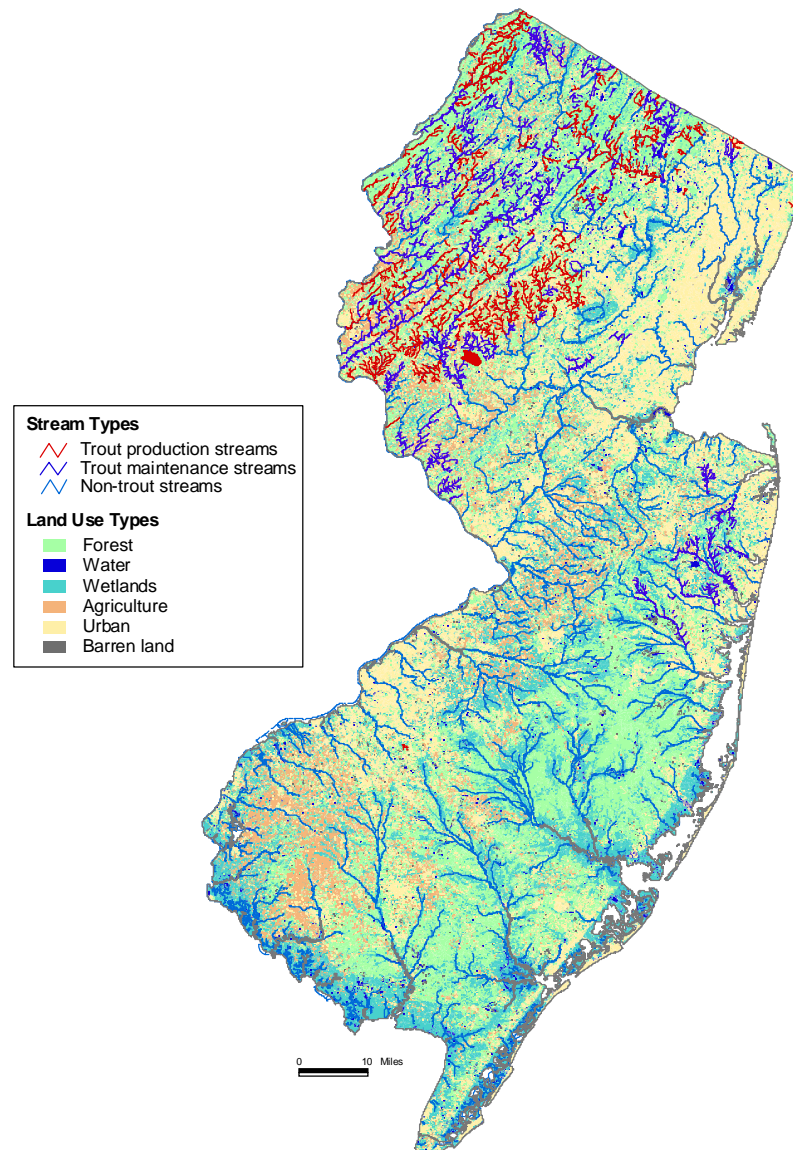 Stream Types
Trout production streams
Trout maintenance streams
Non-trout streams
Land Use Types
Forest
Water
Wetlands
Agriculture
Urban
Barren land
0 10 Miles